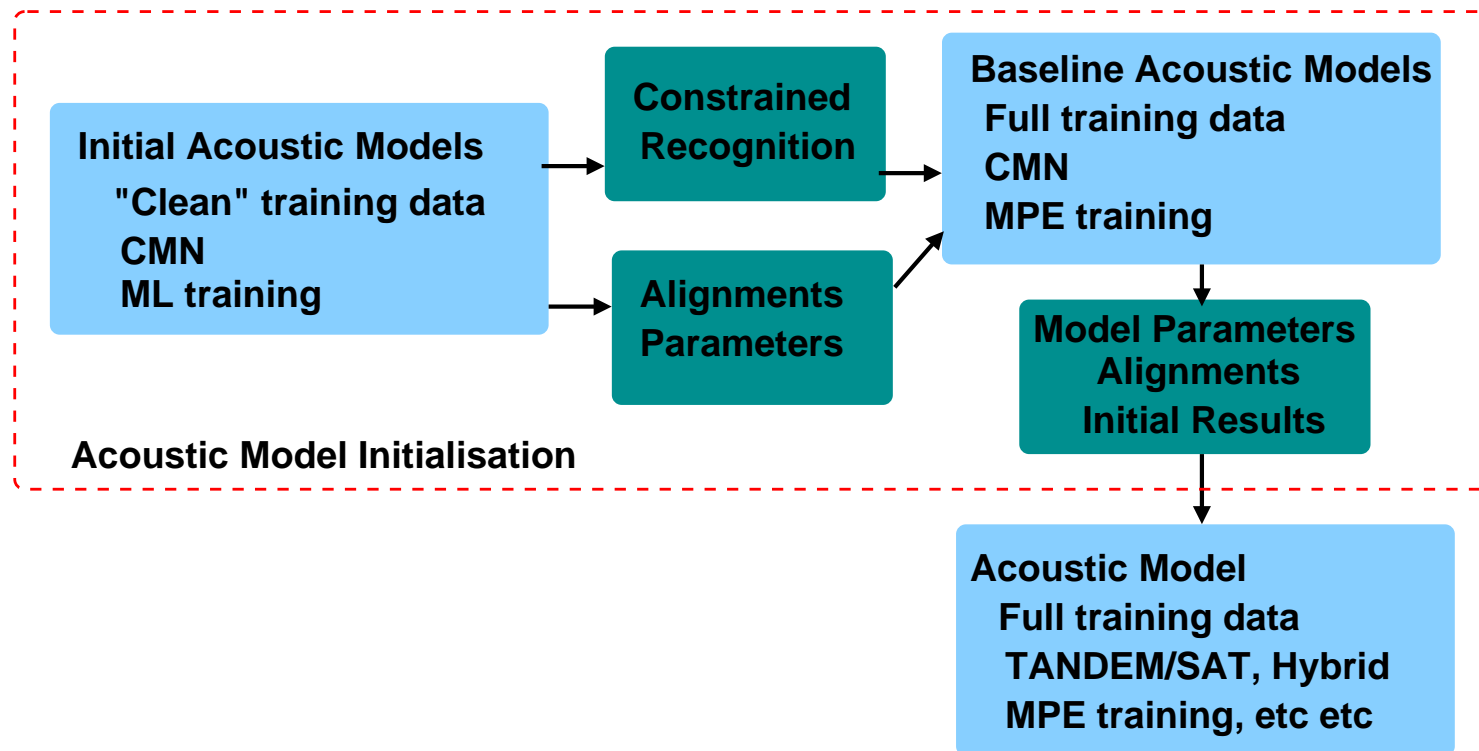 Initial Acoustic Models
"Clean" training data
CMN
ML training
Constrained
Recognition
Alignments
Parameters
Baseline Acoustic Models
Full training data
CMN
MPE training
Model Parameters
Alignments
Initial Results
Acoustic Model Initialisation
Acoustic Model
Full training data
TANDEM/SAT, Hybrid
MPE training, etc etc